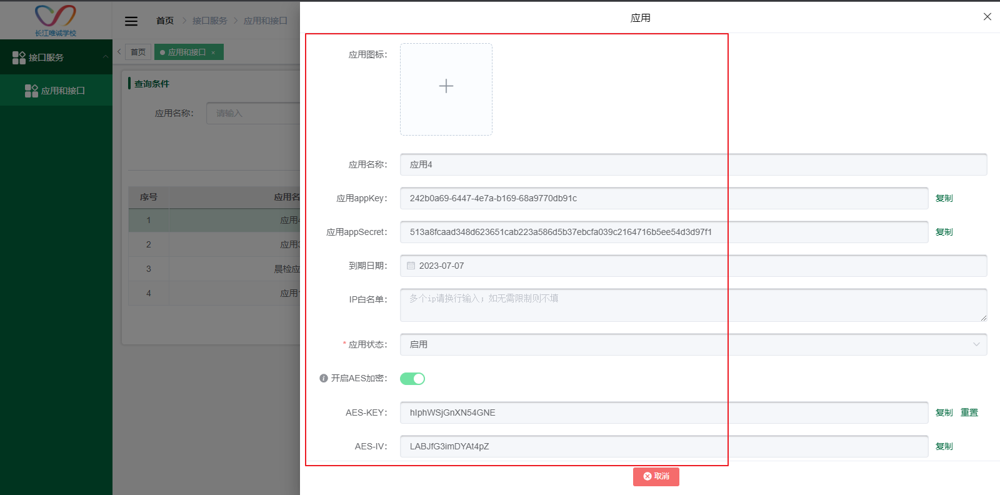 长江唯诚学校
首页 > 接口服务 > 应用和接口
接口服务
应用和接口
首页
应用和接口 ×
查询条件
应用名称： 请输入
序号 应用名
1 应用4
2 应用3
3 晨检应
4 应用1
应用
应用图标：
应用名称： 应用4
应用appKey： 242b0a69-6447-4e7a-b169-68a9770db91c 复制
应用appSecret： 513a8fcaad348d623651cab223a586d5b37ebcfa039c2164716b5ee54d3d97f1 复制
到期日期： 2023-07-07
IP白名单： 多个ip请换行输入；如无需限制则不填
* 应用状态： 启用
开启AES加密：
AES-KEY： hIphWSjGnXN54GNE 复制 重置
AES-IV： LABJfG3imDYAt4pZ 复制
取消